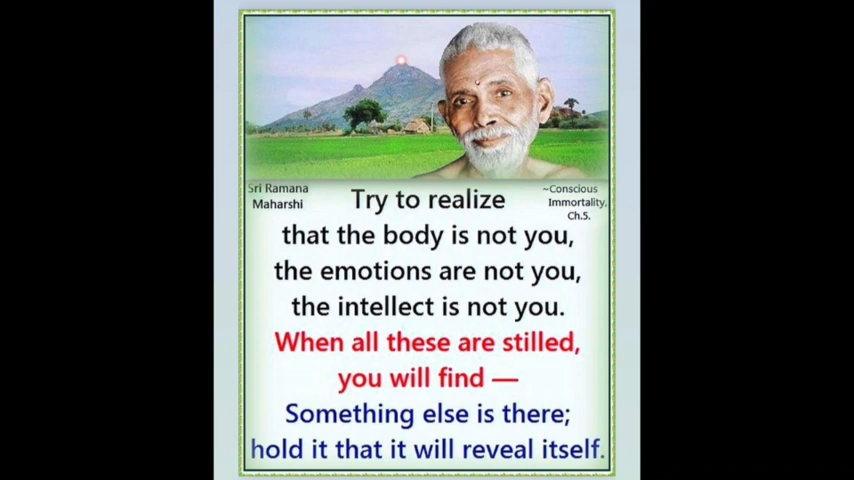 Sri Ramana
Maharshi
~Conscious
Immortality,
Ch.5.
Try to realize
that the body is not you,
the emotions are not you,
the intellect is not you.
When all these are stilled,
you will find —
Something else is there;
hold it that it will reveal itself.